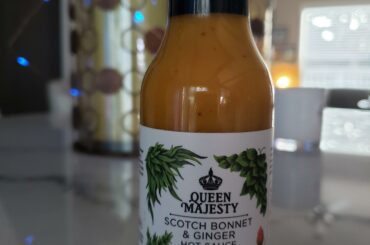 QUEEN
MAJESTY
SCOTCH BONNET
& GINGER
HOT SAUCE